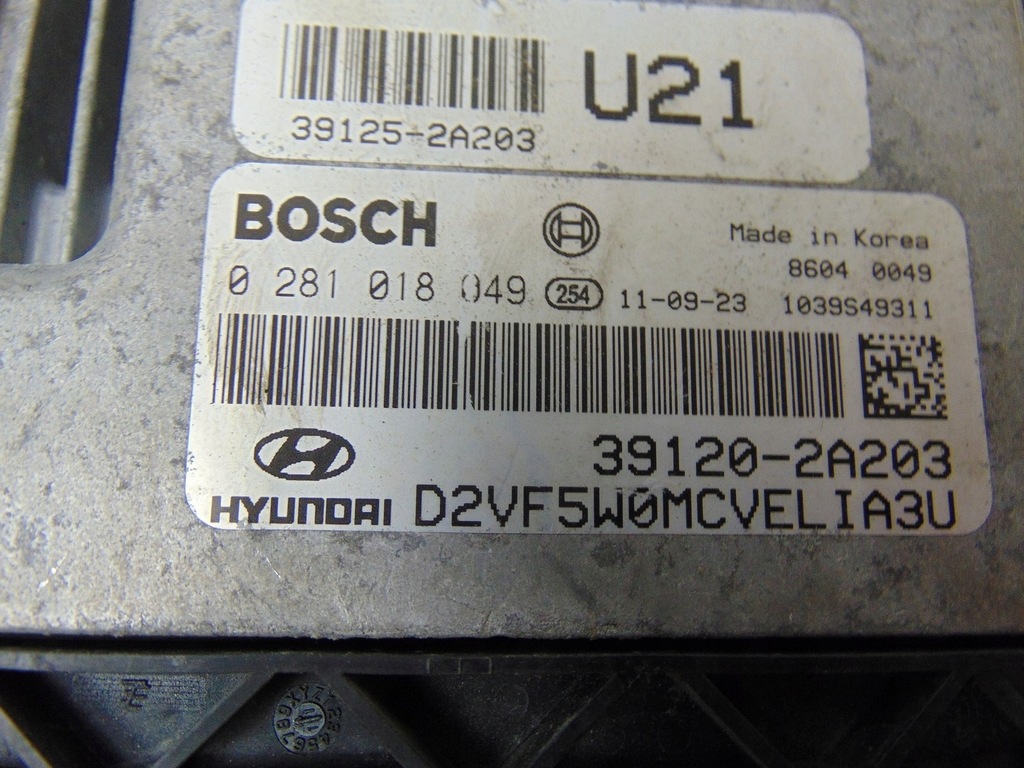 39125-2A203
U21
BOSCH
Made in Korea
8604 0049
0 281 018 049 254 11-09-23 1039S49311
39120-2A203
HYUNDAI D2VF5W0MCVELIA3U